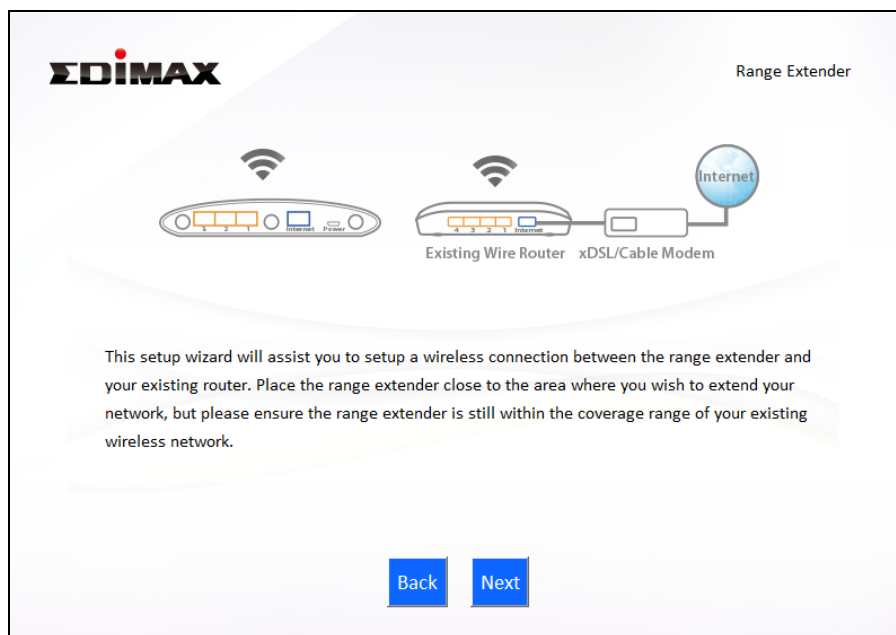 EDIMAX
Range Extender
Internet
3 2 1 Internet Power
4 3 2 1 Internet
Existing Wire Router xDSL/Cable Modem
This setup wizard will assist you to setup a wireless connection between the range extender and
your existing router. Place the range extender close to the area where you wish to extend your
network, but please ensure the range extender is still within the coverage range of your existing
wireless network.
Back Next